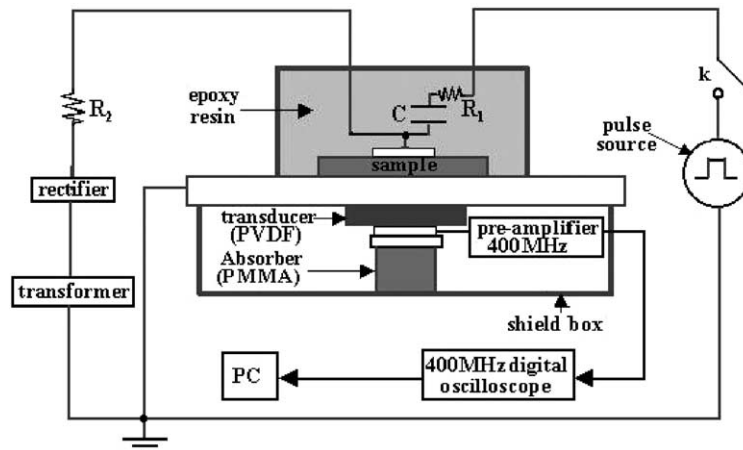 epoxy
resin
C
R1
R2
k
pulse
source
sample
rectifier
transducer
(PVDF)
pre-amplifier
400MHz
Absorber
(PMMA)
transformer
shield box
PC
400MHz digital
oscilloscope